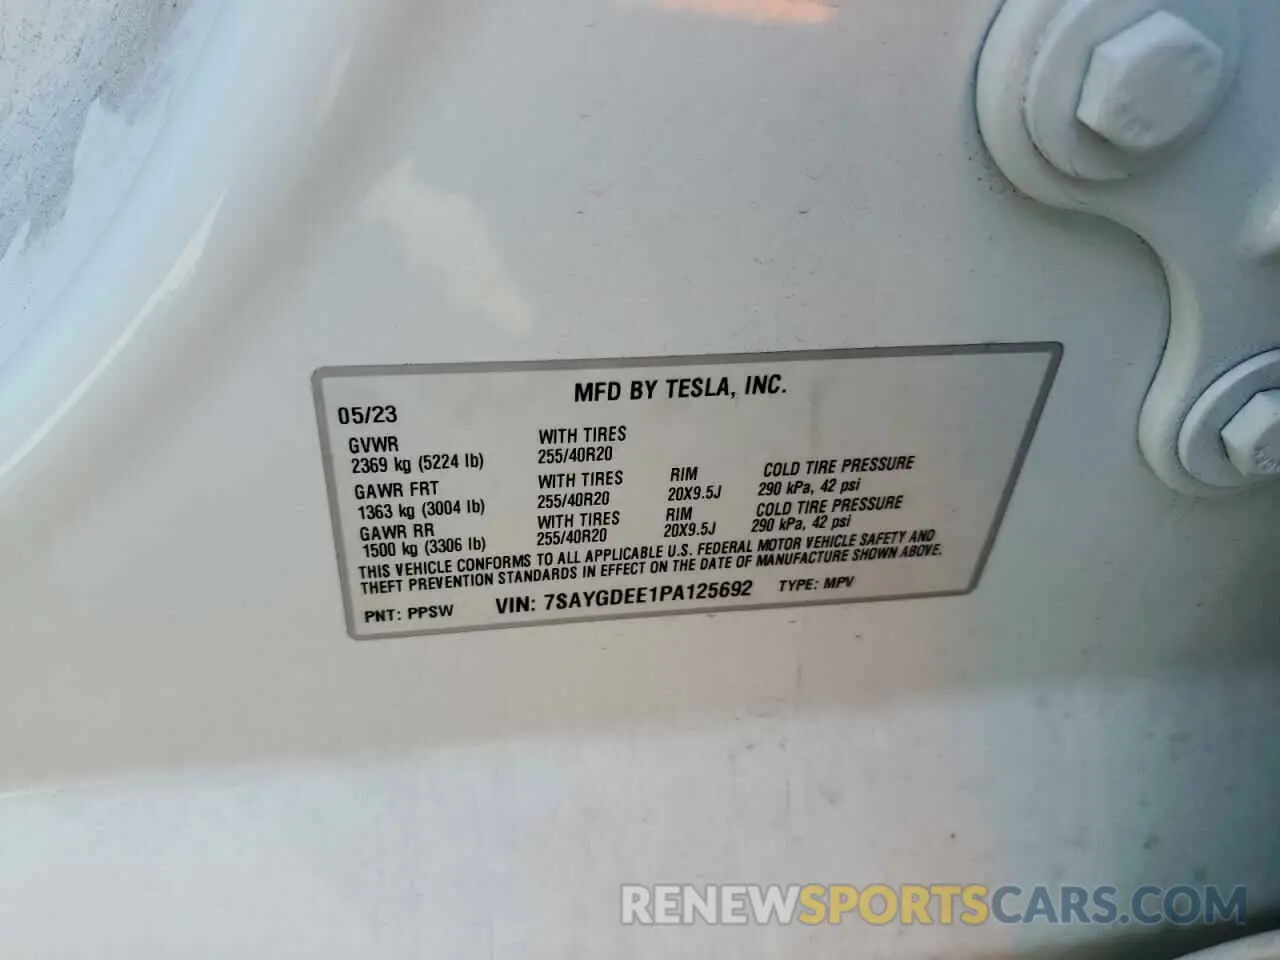 MFD BY TESLA, INC.
05/23
GVWR
2369 kg (5224 lb)
WITH TIRES
255/40R20
GAWR FRT
1363 kg (3004 lb)
WITH TIRES
255/40R20
RIM
20X9.5J
COLD TIRE PRESSURE
290 kPa, 42 psi
GAWR RR
1500 kg (3306 lb)
WITH TIRES
255/40R20
RIM
20X9.5J
COLD TIRE PRESSURE
290 kPa, 42 psi
THIS VEHICLE CONFORMS TO ALL APPLICABLE U.S. FEDERAL MOTOR VEHICLE SAFETY AND
THEFT PREVENTION STANDARDS IN EFFECT ON THE DATE OF MANUFACTURE SHOWN ABOVE.
PNT: PPSW VIN: 7SAYGDEE1PA125692 TYPE: MPV
RENEWSPORTSCARS.COM